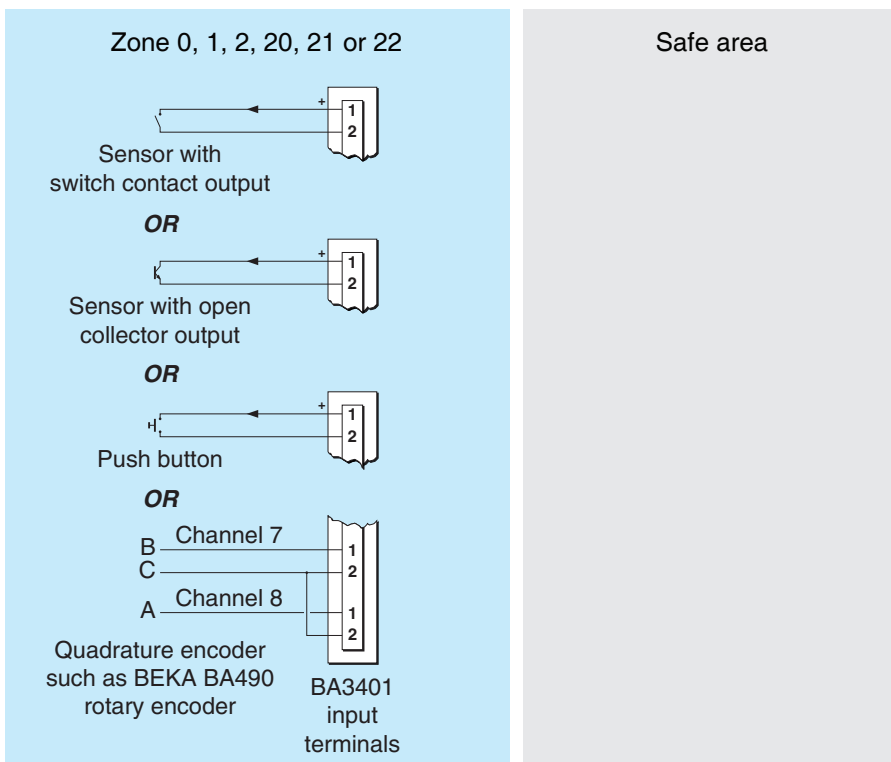 Zone 0, 1, 2, 20, 21 or 22
Safe area
+
1
2
Sensor with
switch contact output
OR
+
1
2
Sensor with open
collector output
OR
+
1
2
Push button
OR
B Channel 7 1
C 2
A Channel 8 1
2
Quadrature encoder
such as BEKA BA490
rotary encoder
BA3401
input
terminals